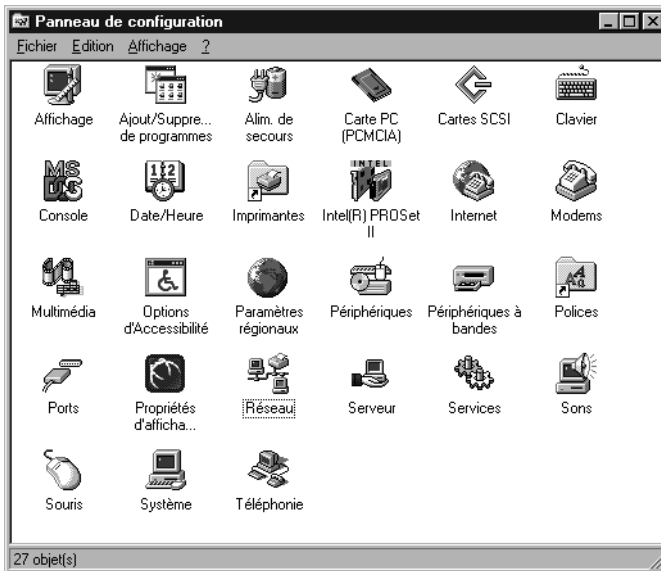 Panneau de configuration
Fichier Edition Affichage ?
Affichage
Ajout/Suppre...
de programmes
Alim. de
secours
Carte PC
(PCMCIA)
Cartes SCSI
Clavier
MS
DOS
Console
1 12
Date/Heure
Imprimantes
INTEL
Intel(R) PROSet
II
Internet
Modems
Multimédia
Options
d'Accessibilité
Paramètres
régionaux
Périphériques
Périphériques à
bandes
Polices
Ports
Propriétés
d'afficha...
Réseau
Serveur
Services
Sons
Souris
Système
Téléphonie
27 objet(s)